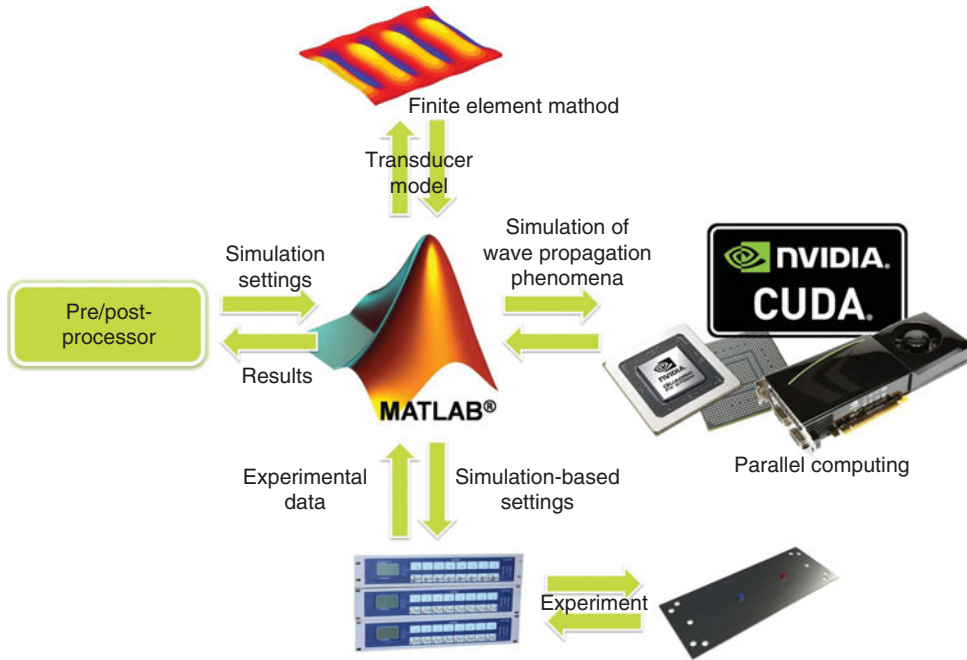 Finite element mathod
Transducer
model
Simulation
settings
Simulation of
wave propagation
phenomena
NVIDIA.
CUDA®
Pre/post-
processor
Results
NVIDIA
MATLAB®
Parallel computing
Experimental
data
Simulation-based
settings
Experiment